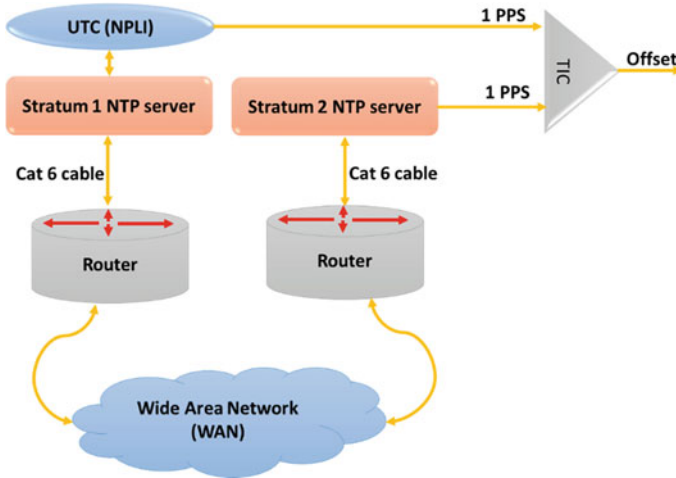 UTC (NPLI)
1 PPS
TIC
Offset
Stratum 1 NTP server
Stratum 2 NTP server
1 PPS
Cat 6 cable
Cat 6 cable
Router
Router
Wide Area Network
(WAN)